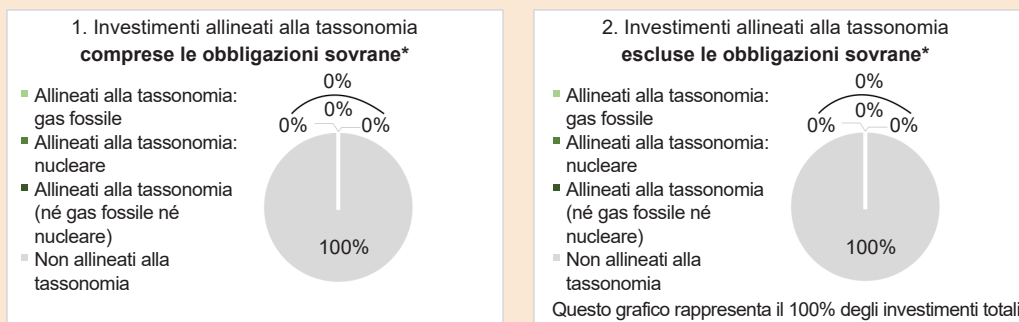 1. Investimenti allineati alla tassonomia
comprese le obbligazioni sovrane*
Allineati alla tassonomia:
gas fossile
Allineati alla tassonomia:
nucleare
Allineati alla tassonomia
(né gas fossile né
nucleare)
Non allineati alla
tassonomia
0%
0%
0%
0%
100%
2. Investimenti allineati alla tassonomia
escluse le obbligazioni sovrane*
Allineati alla tassonomia:
gas fossile
Allineati alla tassonomia:
nucleare
Allineati alla tassonomia
(né gas fossile né
nucleare)
Non allineati alla
tassonomia
0%
0%
0%
0%
100%
Questo grafico rappresenta il 100% degli investimenti totali